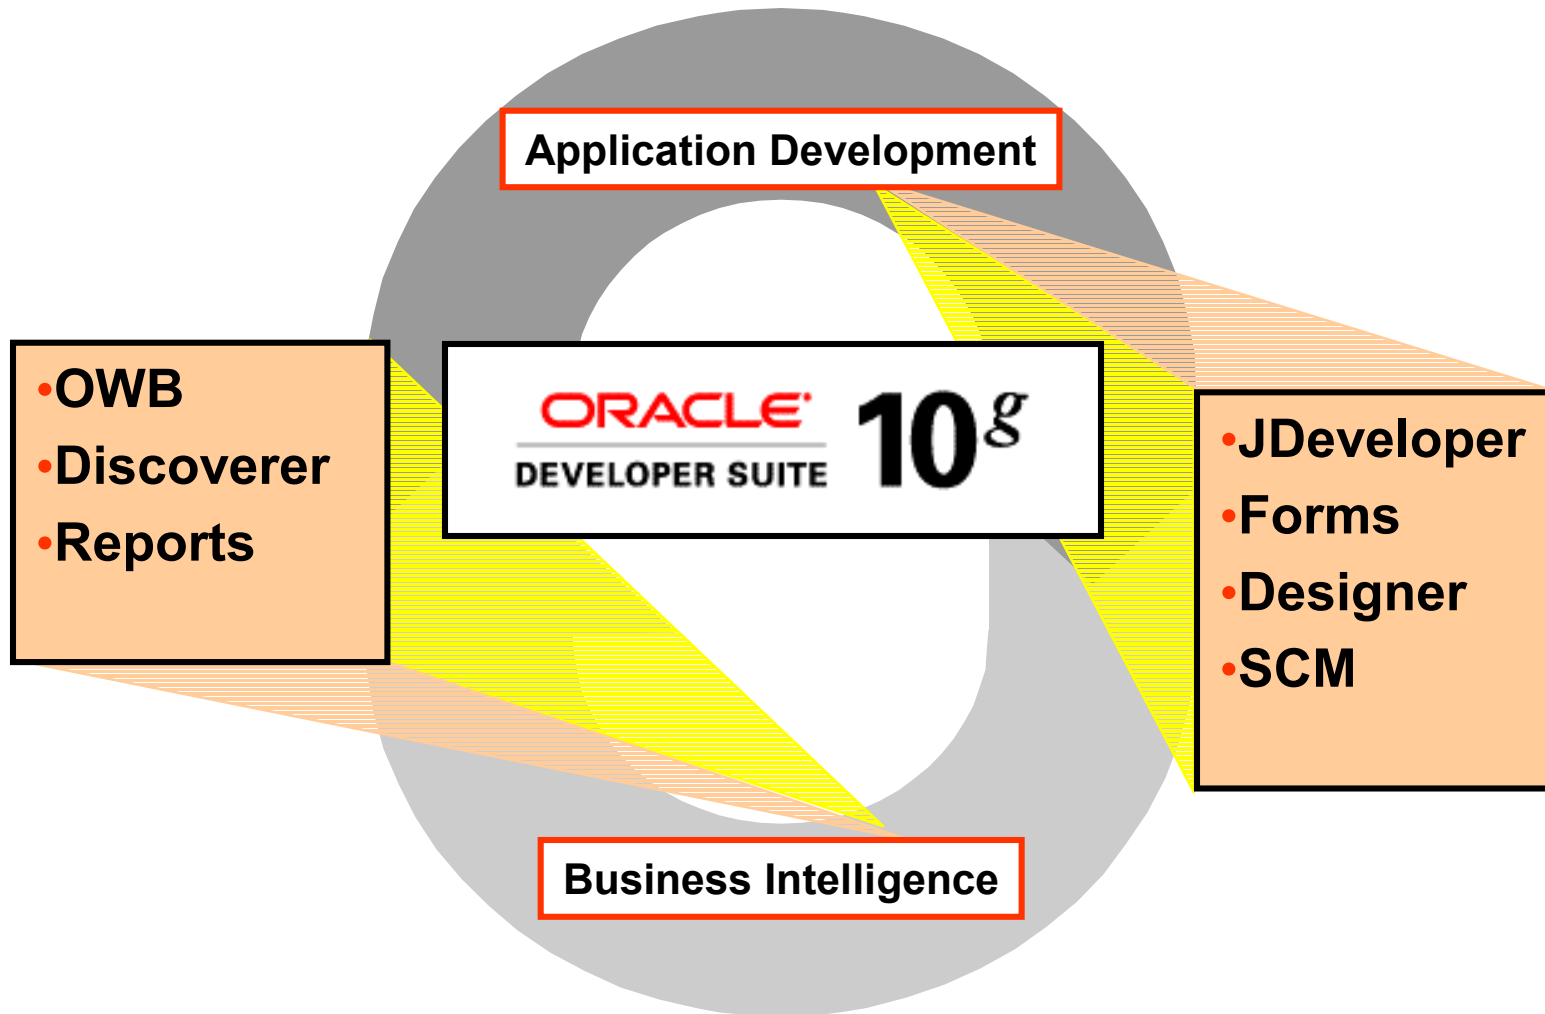 Application Development
•OWB
•Discoverer
•Reports
ORACLE
DEVELOPER SUITE 10g
•JDeveloper
•Forms
•Designer
•SCM
Business Intelligence